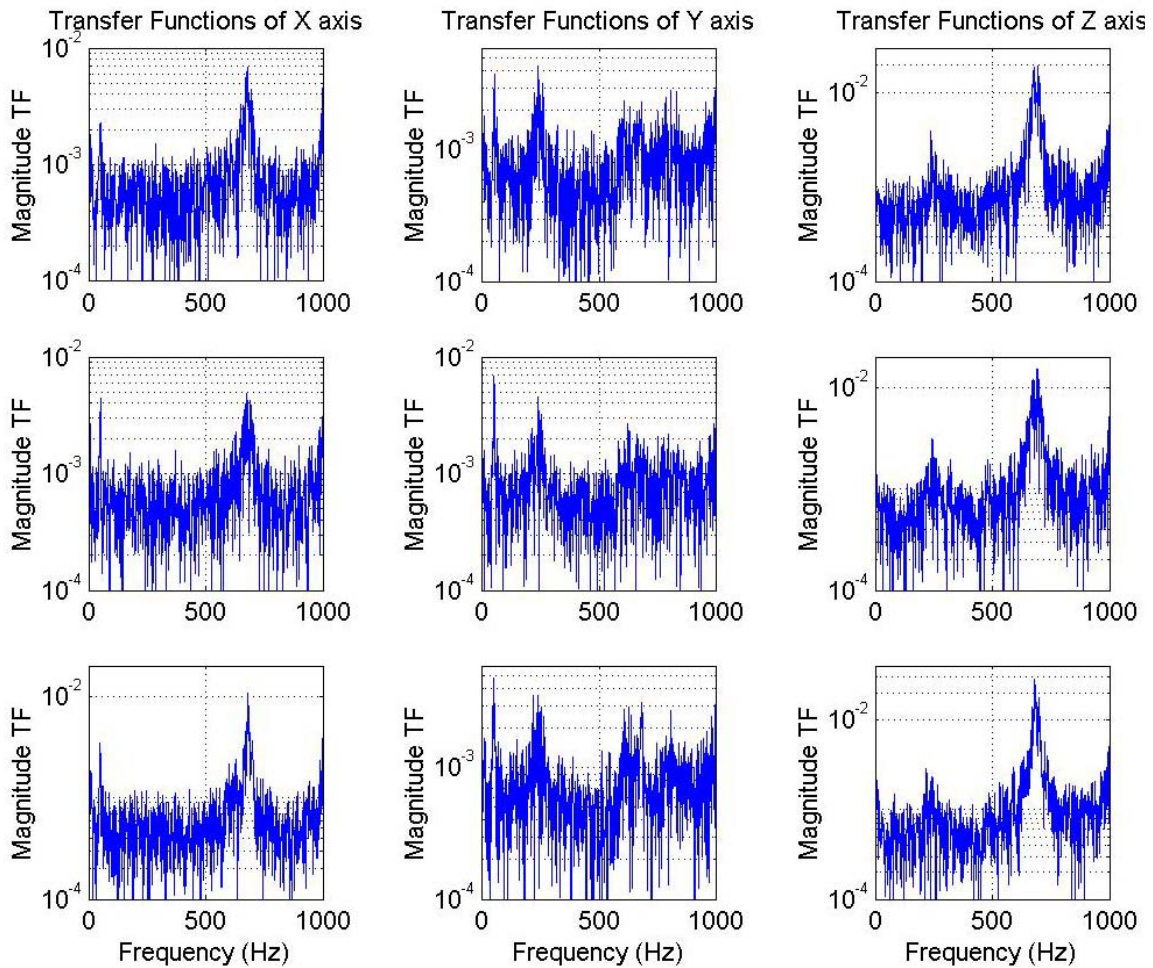 Transfer Functions of X axis
Transfer Functions of Y axis
Transfer Functions of Z axis
Magnitude TF
10^-2
10^-3
10^-4
0 500 1000
Magnitude TF
10^-3
10^-4
0 500 1000
Magnitude TF
10^-2
10^-4
0 500 1000
Magnitude TF
10^-2
10^-3
10^-4
0 500 1000
Magnitude TF
10^-2
10^-3
10^-4
0 500 1000
Magnitude TF
10^-2
10^-4
0 500 1000
Magnitude TF
10^-2
10^-4
0 500 1000
Frequency (Hz)
Magnitude TF
10^-3
10^-4
0 500 1000
Frequency (Hz)
Magnitude TF
10^-2
10^-4
0 500 1000
Frequency (Hz)